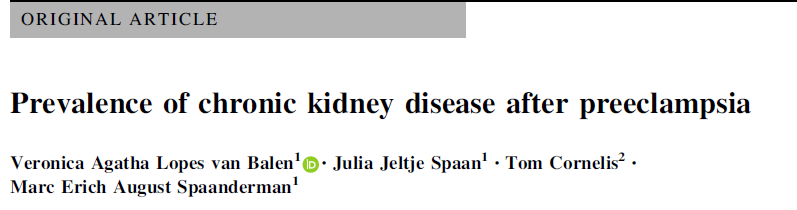 ORIGINAL ARTICLE
Prevalence of chronic kidney disease after preeclampsia
Veronica Agatha Lopes van Balen1 iD · Julia Jeltje Spaan1 · Tom Cornelis2 ·
Marc Erich August Spaanderman1